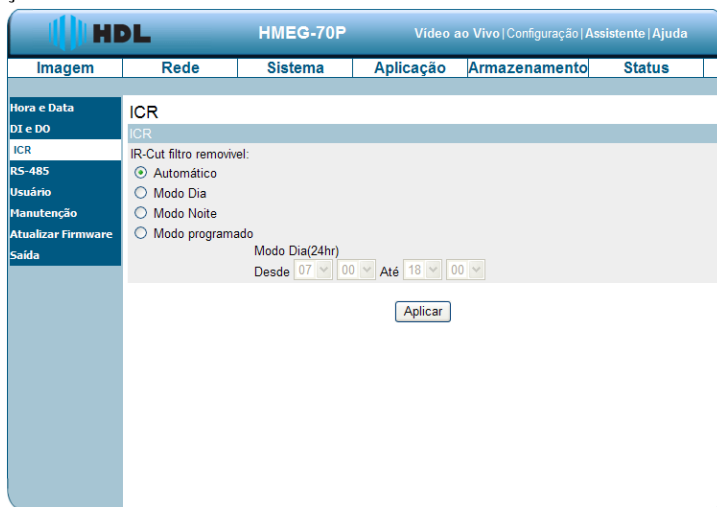 HDL HMEG-70P Vídeo ao Vivo|Configuração|Assistente|Ajuda
Imagem Rede Sistema Aplicação Armazenamento Status
Hora e Data
DI e DO
ICR
RS-485
Usuário
Manutenção
Atualizar Firmware
Saída
ICR
ICR
IR-Cut filtro removivel:
Automático
Modo Dia
Modo Noite
Modo programado
Modo Dia(24hr)
Desde 07 00 Até 18 00
Aplicar